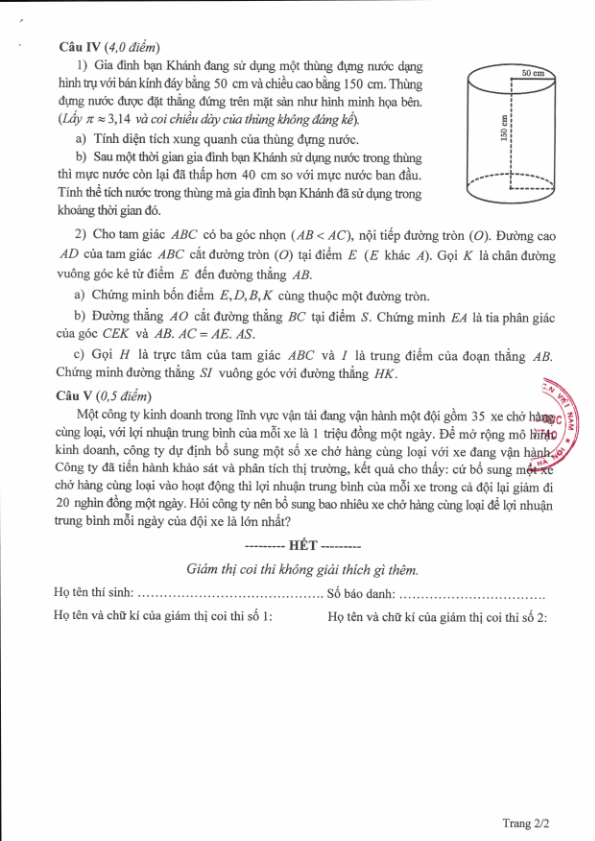 Câu IV (4,0 điểm)
1) Gia đình bạn Khánh đang sử dụng một thùng đựng nước dạng
hình trụ với bán kính đáy bằng 50 cm và chiều cao bằng 150 cm. Thùng
đựng nước được đặt thẳng đứng trên mặt sàn như hình minh họa bên.
(Lấy π ≈ 3,14 và coi chiều dày của thùng không đáng kể).
a) Tính diện tích xung quanh của thùng đựng nước.
b) Sau một thời gian gia đình bạn Khánh sử dụng nước trong thùng
thì mực nước còn lại đã thấp hơn 40 cm so với mực nước ban đầu.
Tính thể tích nước trong thùng mà gia đình bạn Khánh đã sử dụng trong
khoảng thời gian đó.
50 cm
150 cm
2) Cho tam giác ABC có ba góc nhọn (AB < AC), nội tiếp đường tròn (O). Đường cao
AD của tam giác ABC cắt đường tròn (O) tại điểm E (E khác A). Gọi K là chân đường
vuông góc kẻ từ điểm E đến đường thẳng AB.
a) Chứng minh bốn điểm E, D, B, K cùng thuộc một đường tròn.
b) Đường thẳng AO cắt đường thẳng BC tại điểm S. Chứng minh EA là tia phân giác
của góc CEK và AB. AC = AE. AS.
c) Gọi H là trực tâm của tam giác ABC và I là trung điểm của đoạn thẳng AB.
Chứng minh đường thẳng SI vuông góc với đường thẳng HK.
Câu V (0,5 điểm)
Một công ty kinh doanh trong lĩnh vực vận tải đang vận hành một đội gồm 35 xe chở hàng
cùng loại, với lợi nhuận trung bình của mỗi xe là 1 triệu đồng một ngày. Để mở rộng mô hình
kinh doanh, công ty dự định bổ sung một số xe chở hàng cùng loại với xe đang vận hành.
Công ty đã tiến hành khảo sát và phân tích thị trường, kết quả cho thấy: cứ bổ sung một xe
chở hàng cùng loại vào hoạt động thì lợi nhuận trung bình của mỗi xe trong cả đội lại giảm đi
20 nghìn đồng một ngày. Hỏi công ty nên bổ sung bao nhiêu xe chở hàng cùng loại để lợi nhuận
trung bình mỗi ngày của đội xe là lớn nhất?
--------- HẾT ---------
Giám thị coi thi không giải thích gì thêm.
Họ tên thí sinh: .......................................... Số báo danh: .................................
Họ tên và chữ kí của giám thị coi thi số 1: Họ tên và chữ kí của giám thị coi thi số 2:
Trang 2/2